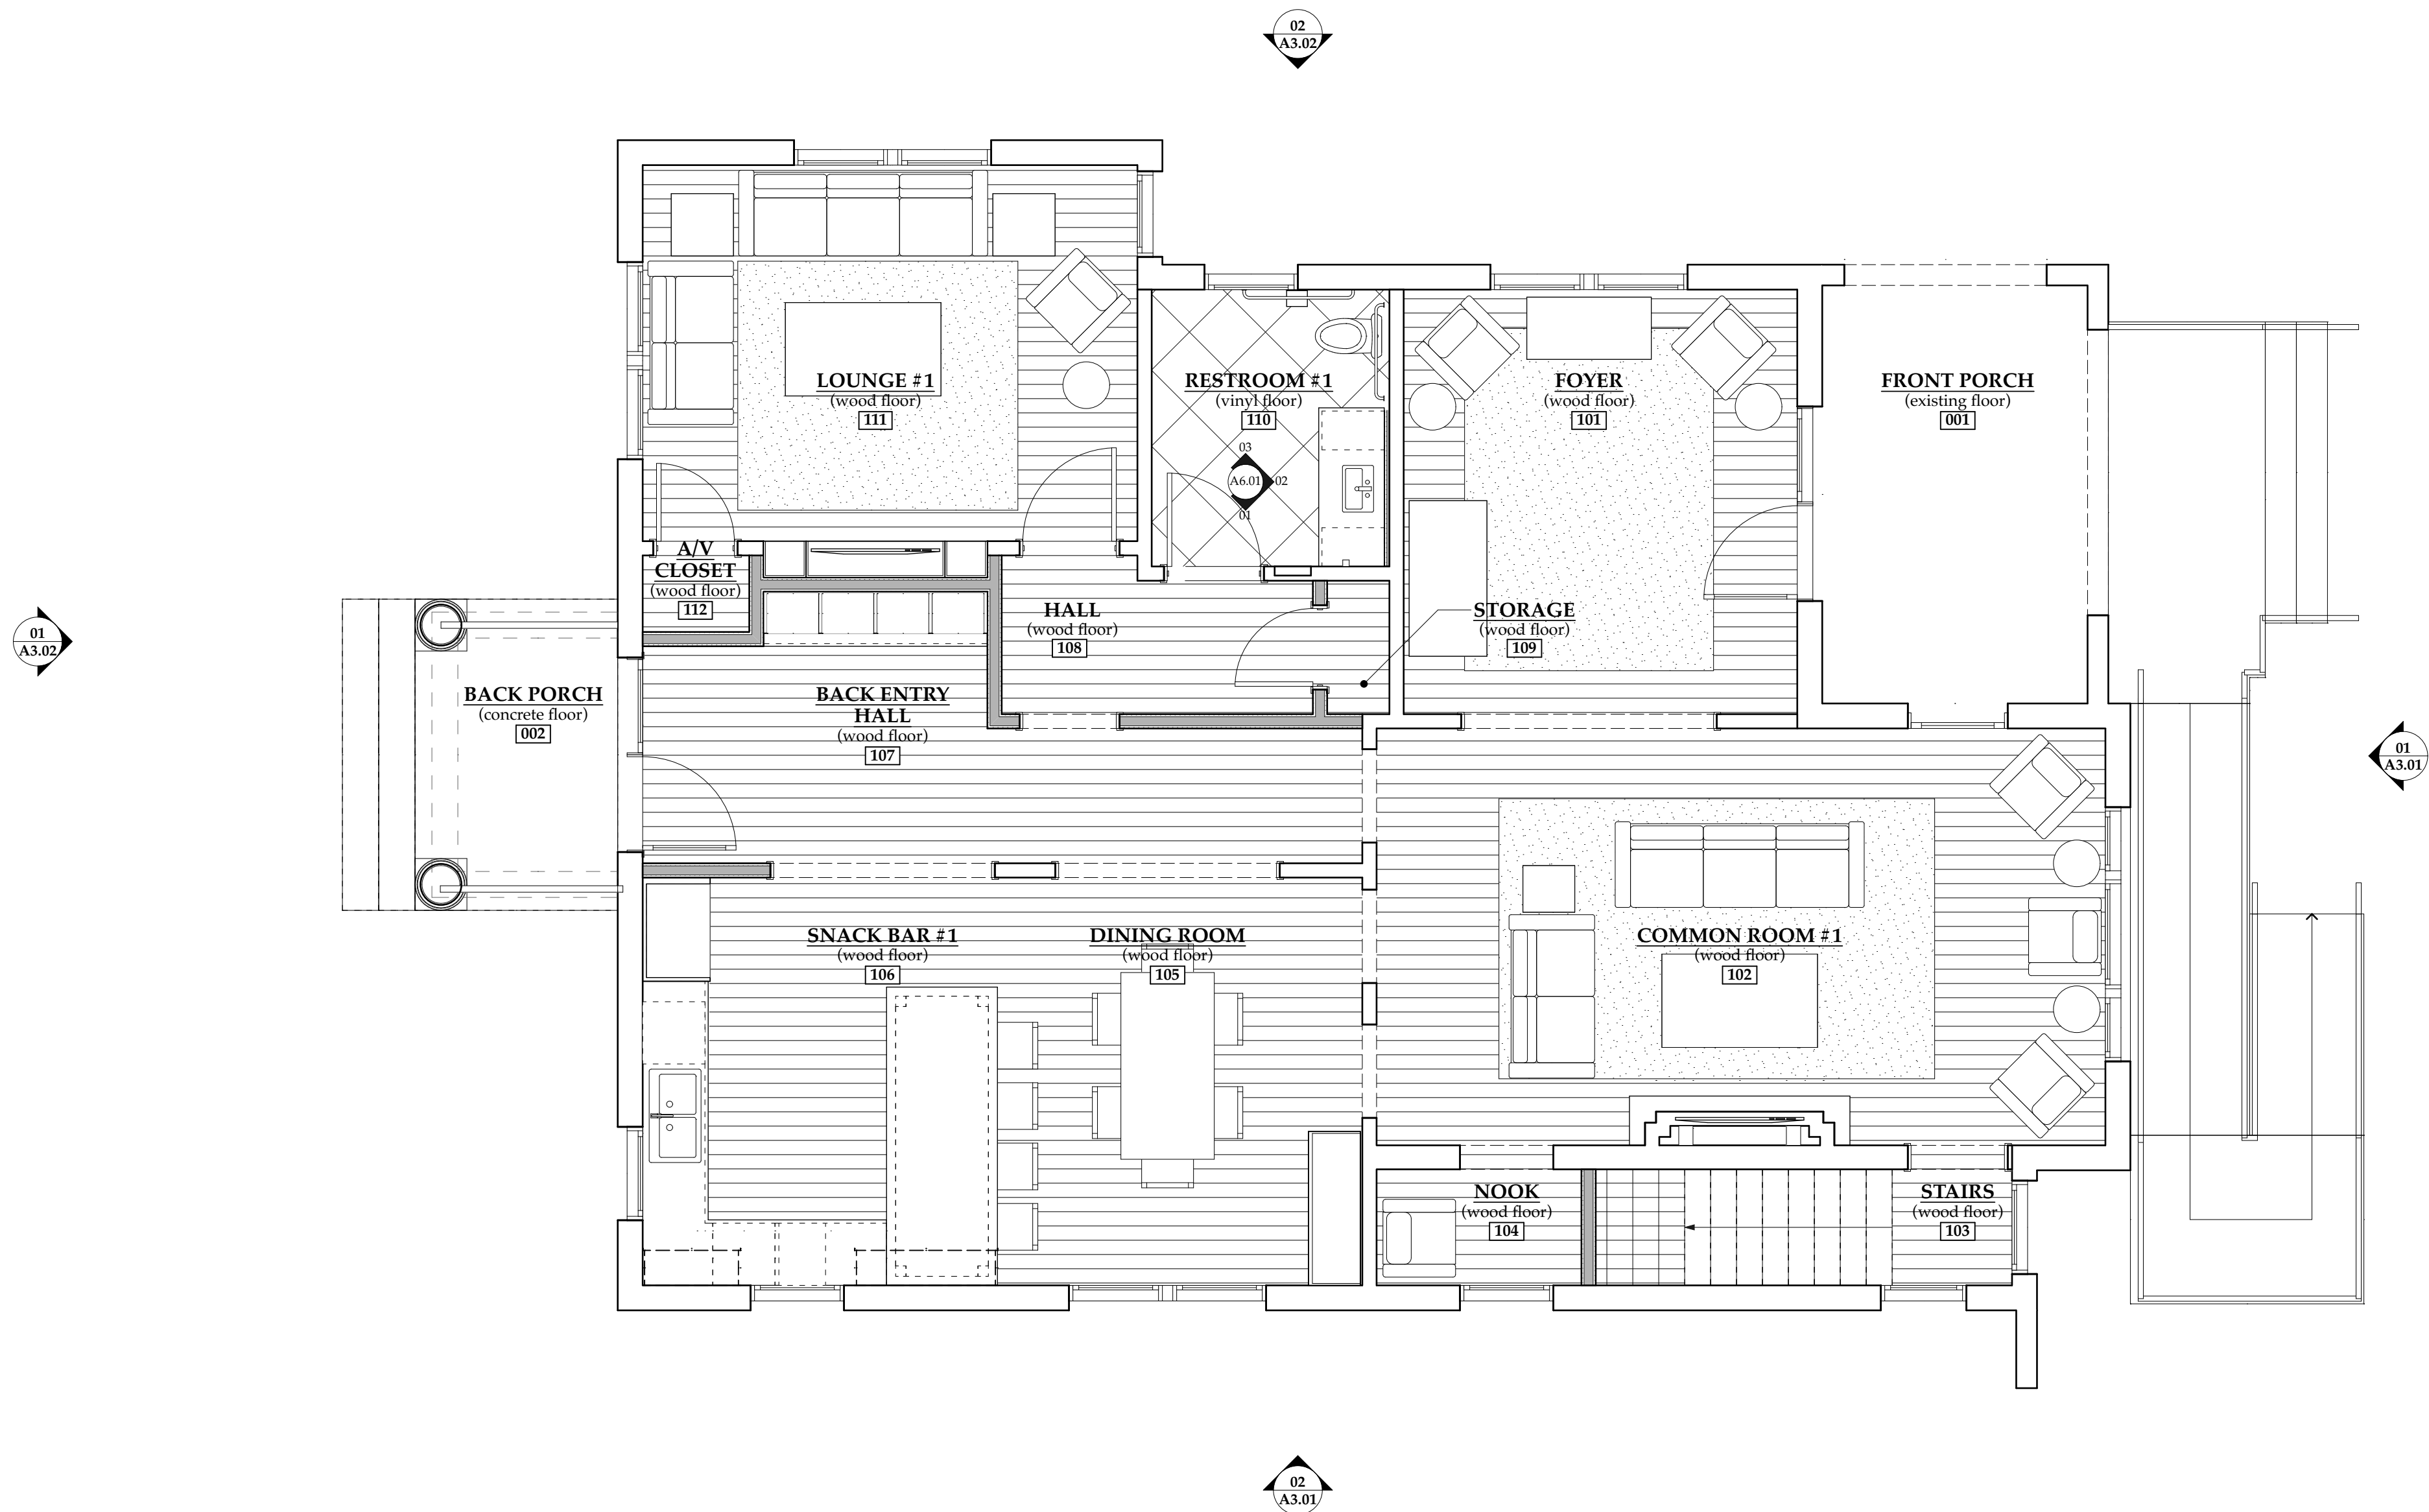 02
A3.02
LOUNGE #1
(wood floor)
111
RESTROOM #1
(vinyl floor)
110
03
A6.01
02
01
FOYER
(wood floor)
101
FRONT PORCH
(existing floor)
001
A/V
CLOSET
(wood floor)
112
HALL
(wood floor)
108
STORAGE
(wood floor)
109
01
A3.02
BACK PORCH
(concrete floor)
002
BACK ENTRY
HALL
(wood floor)
107
01
A3.01
SNACK BAR #1
(wood floor)
106
DINING ROOM
(wood floor)
105
COMMON ROOM #1
(wood floor)
102
NOOK
(wood floor)
104
STAIRS
(wood floor)
103
02
A3.01